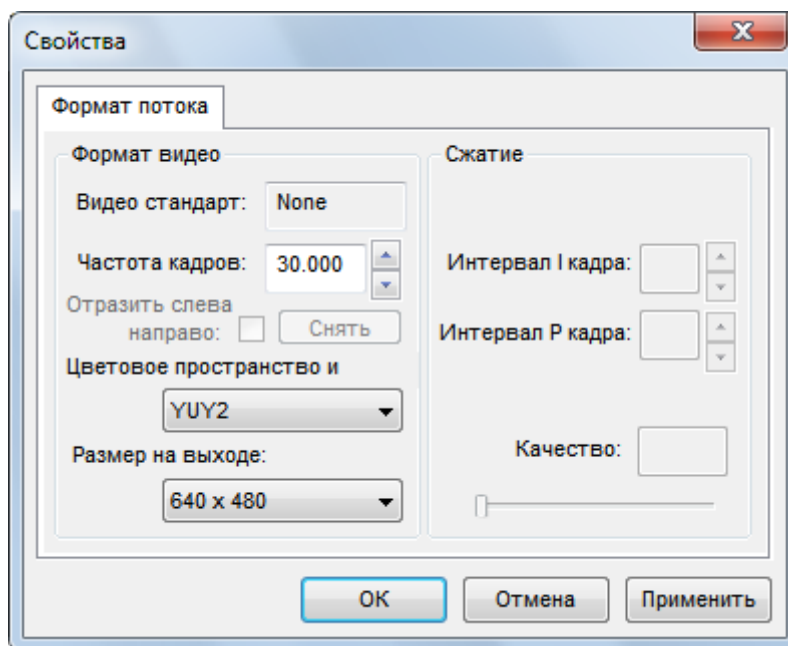 Свойства
Формат потока
Формат видео
Видео стандарт: None
Частота кадров: 30.000
Отразить слева
направо: Снять
Цветовое пространство и
YUY2
Размер на выходе:
640 x 480
Сжатие
Интервал I кадра:
Интервал P кадра:
Качество:
OK Отмена Применить